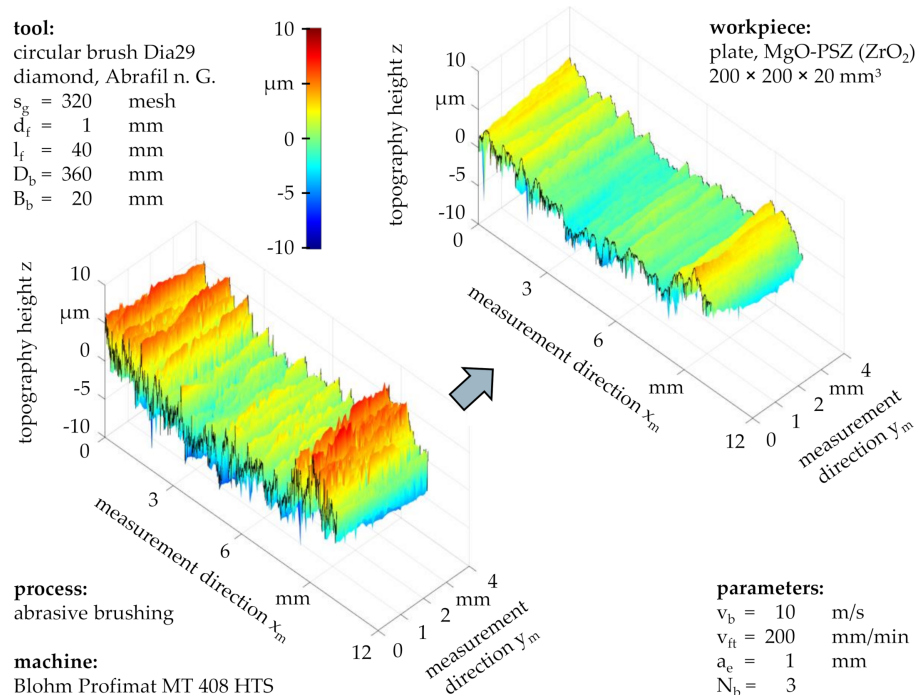 tool:
circular brush Dia29
diamond, Abrafil n. G.
s_g = 320 mesh
d_f = 1 mm
l_f = 40 mm
D_b = 360 mm
B_b = 20 mm
10
μm
0
-5
-10
workpiece:
plate, MgO-PSZ (ZrO₂)
200 × 200 × 20 mm³
topography height z
10
μm
0
-5
-10
0
3
6
mm
12
measurement direction x_m
0
1
2
mm
4
measurement
direction y_m
topography height z
10
μm
0
-5
-10
0
3
6
mm
12
measurement direction x_m
0
1
2
mm
4
measurement
direction y_m
process:
abrasive brushing
machine:
Blohm Profimat MT 408 HTS
parameters:
v_b = 10 m/s
v_ft = 200 mm/min
a_e = 1 mm
N_b = 3